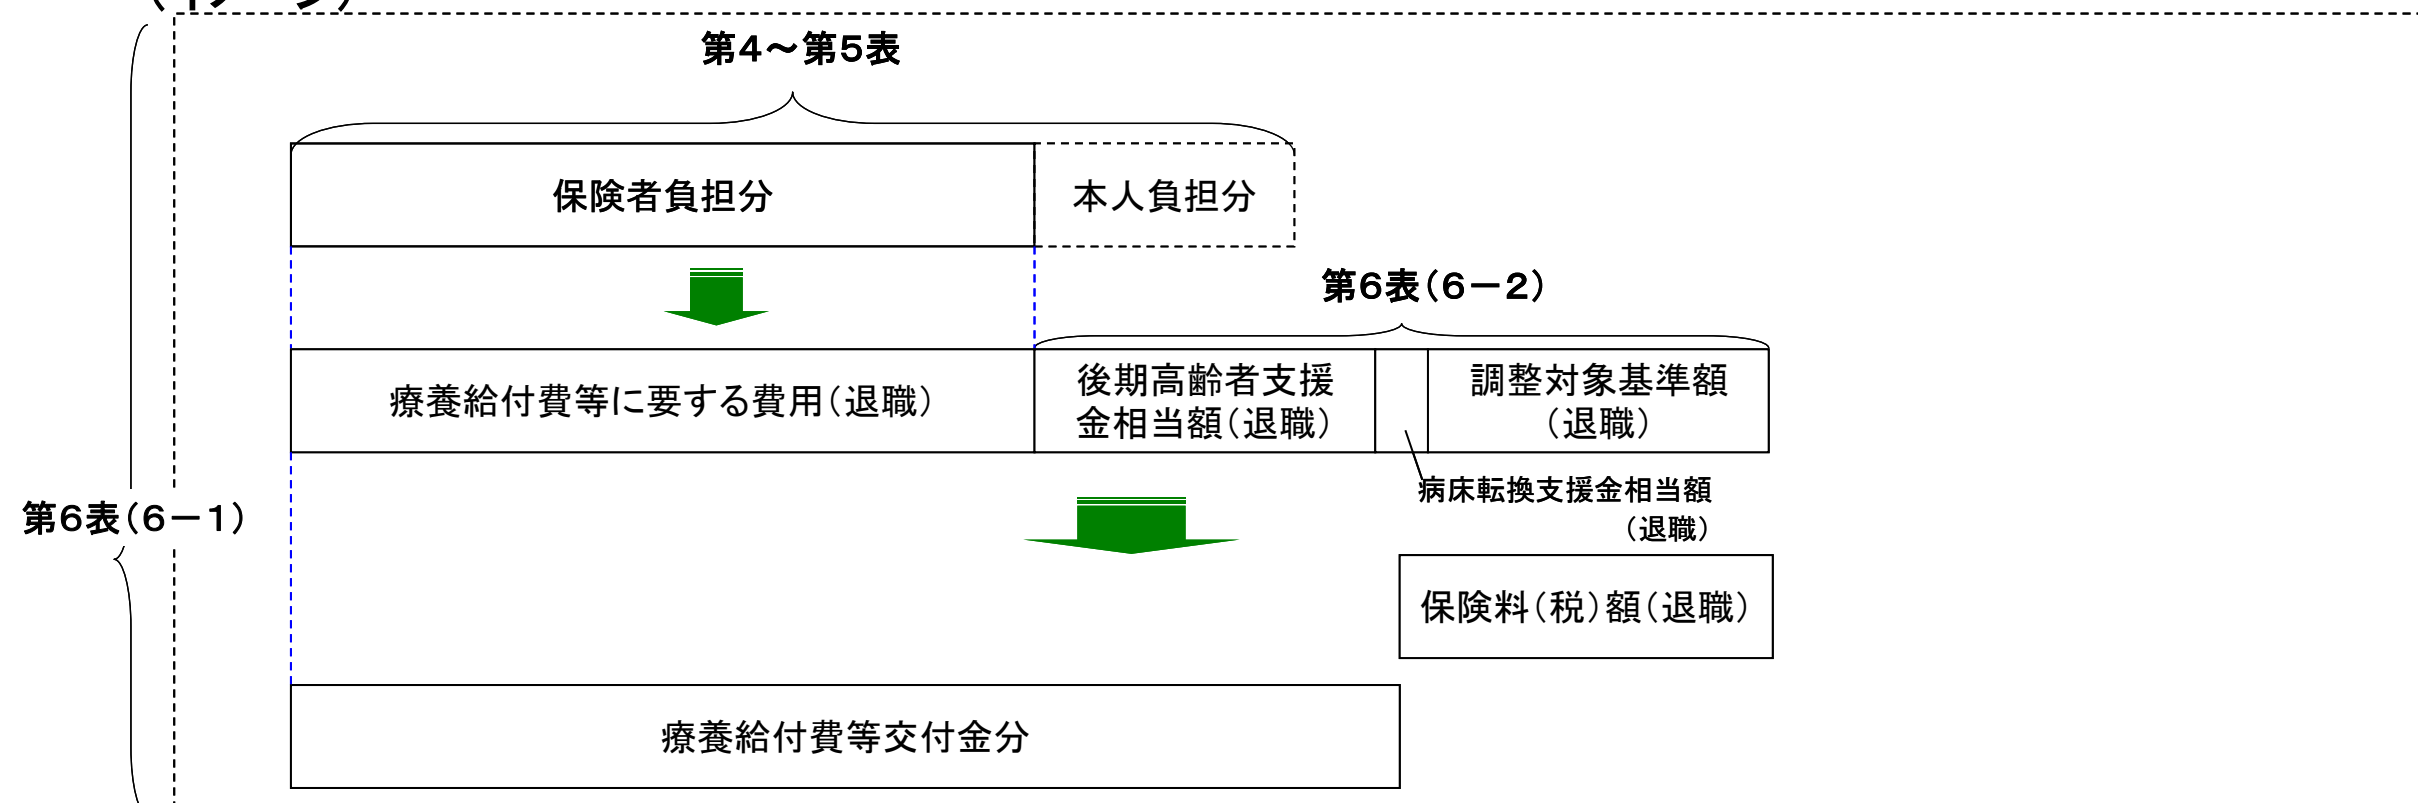 （イメージ）
第４～第５表
保険者負担分
本人負担分
第６表（６－２）
療養給付費等に要する費用（退職）
後期高齢者支援
金相当額（退職）
調整対象基準額
（退職）
病床転換支援金相当額
（退職）
第６表（６－１）
保険料（税）額（退職）
療養給付費等交付金分